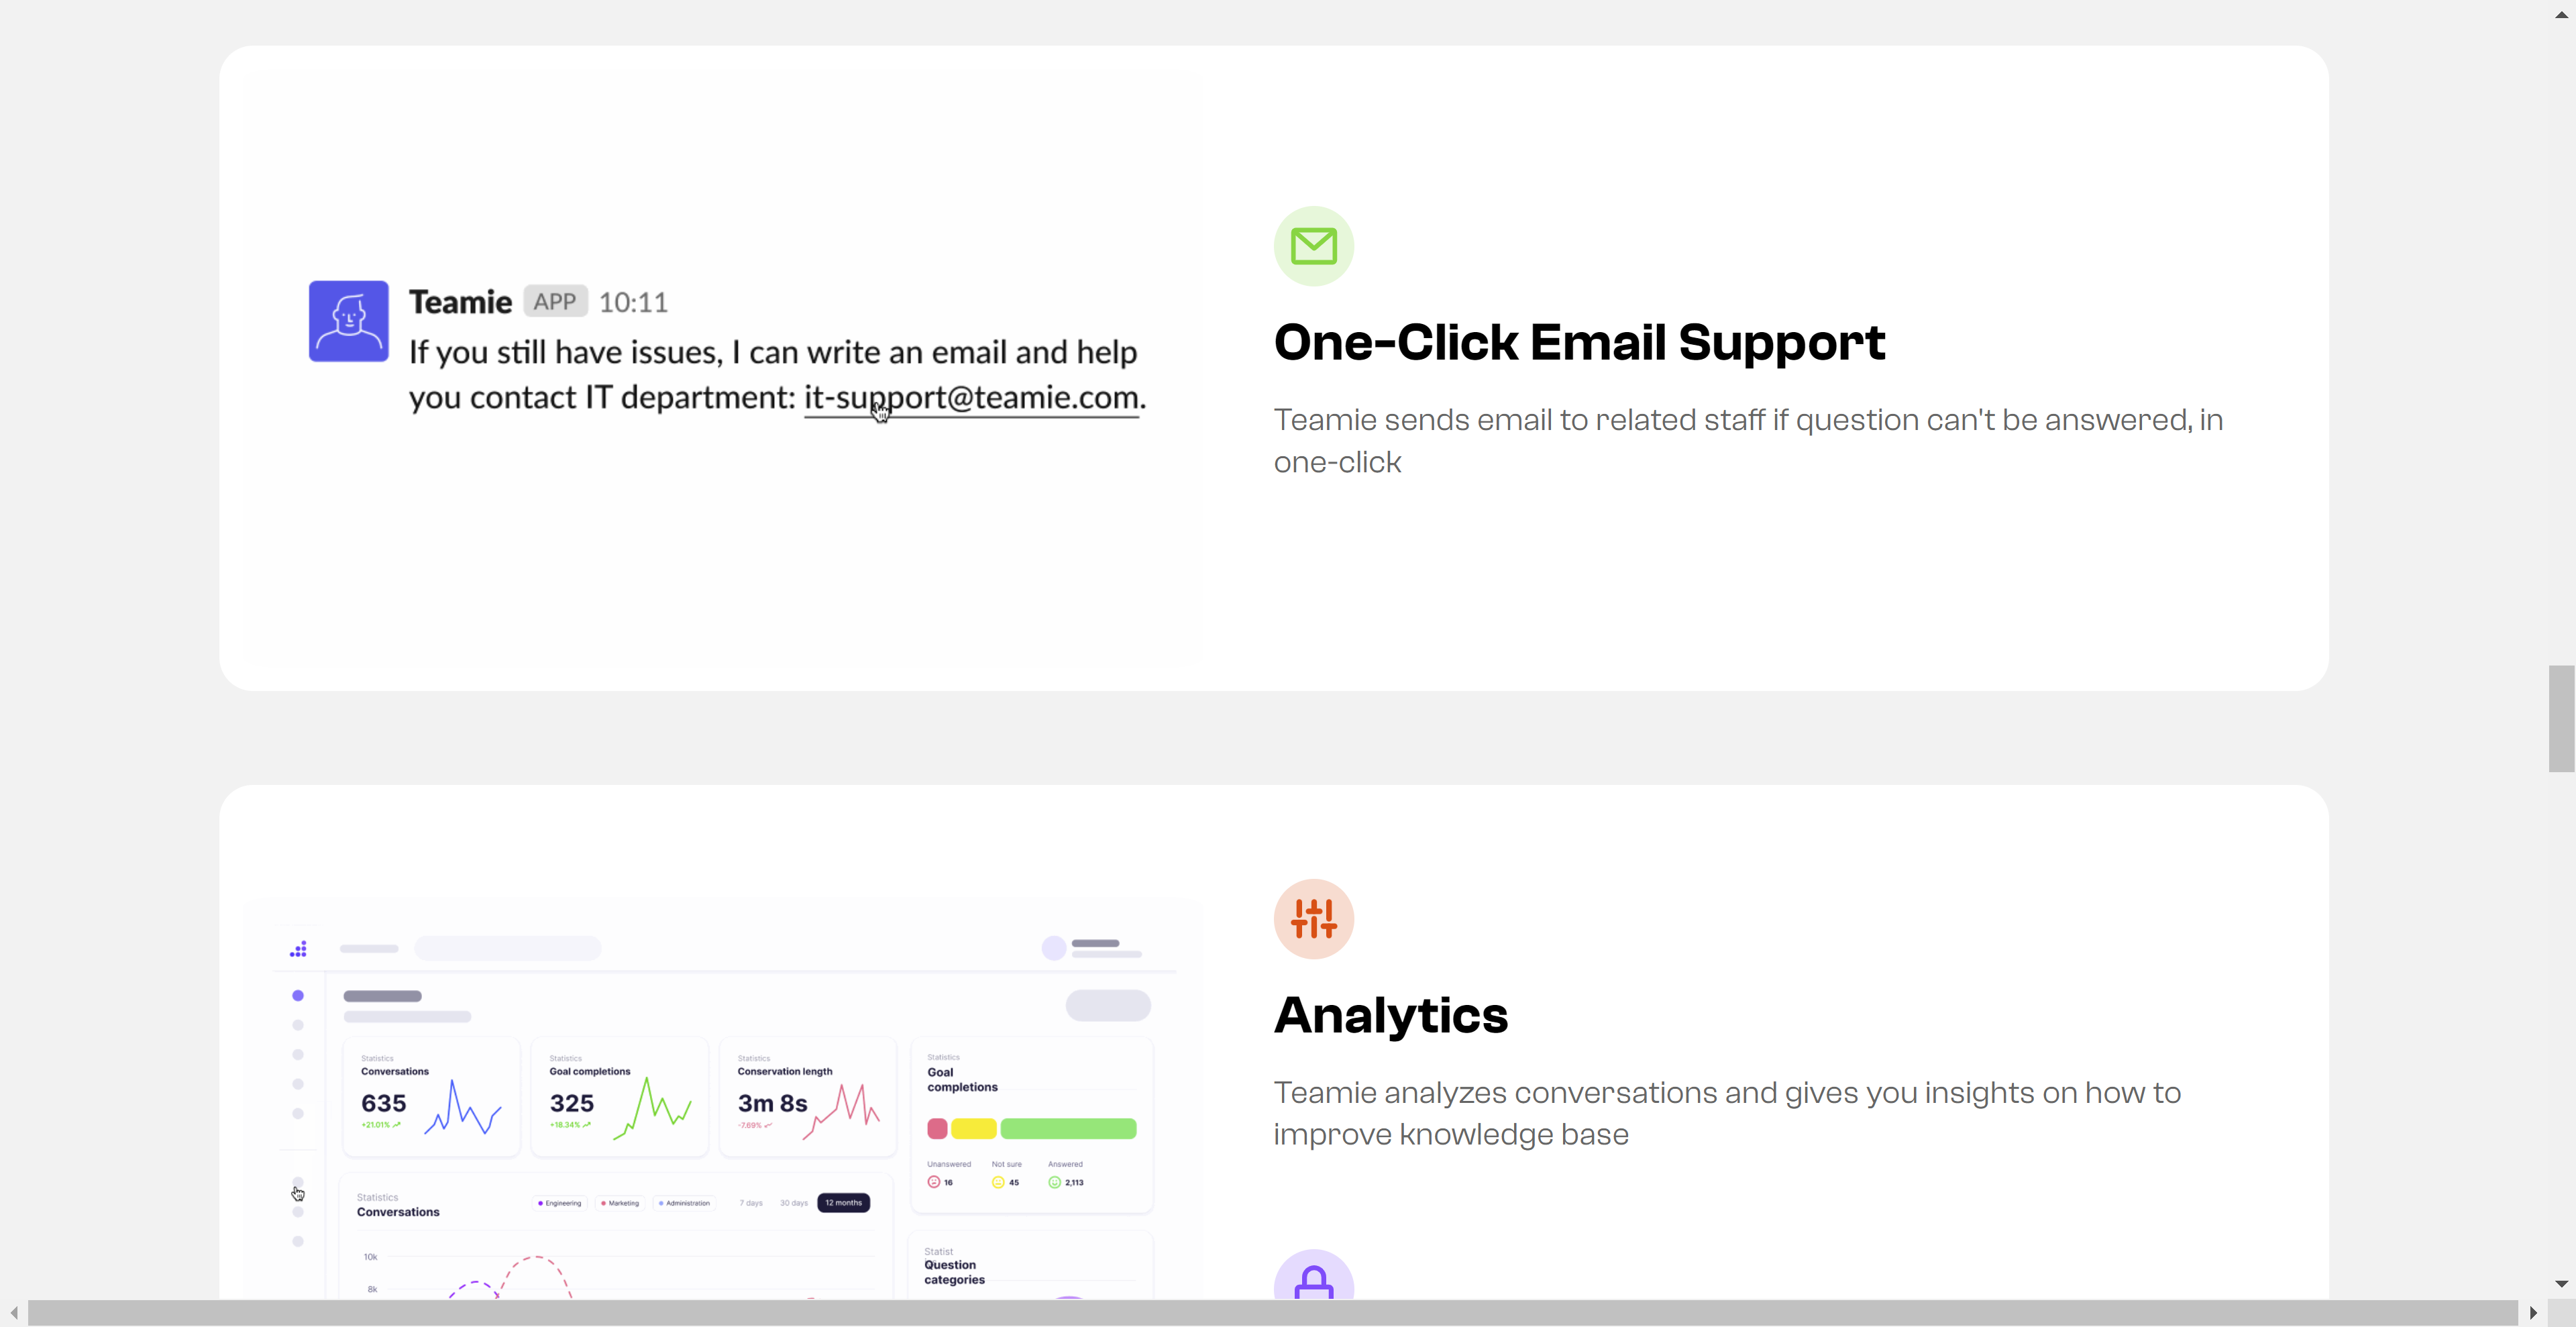 Teamie APP 10:11
If you still have issues, I can write an email and help
you contact IT department: it-support@teamie.com.
One-Click Email Support
Teamie sends email to related staff if question can't be answered, in
one-click
Analytics
Teamie analyzes conversations and gives you insights on how to
improve knowledge base
Statistics
Conversations
635
+21.01%
Statistics
Goal completions
325
+18.34%
Statistics
Conservation length
3m 8s
-7.69%
Statistics
Goal
completions
Unanswered Not sure Answered
16 45 2,113
Statistics
Conversations
Engineering Marketing Administration 7 days 30 days 12 months
10k
8k
Statist
Question
categories